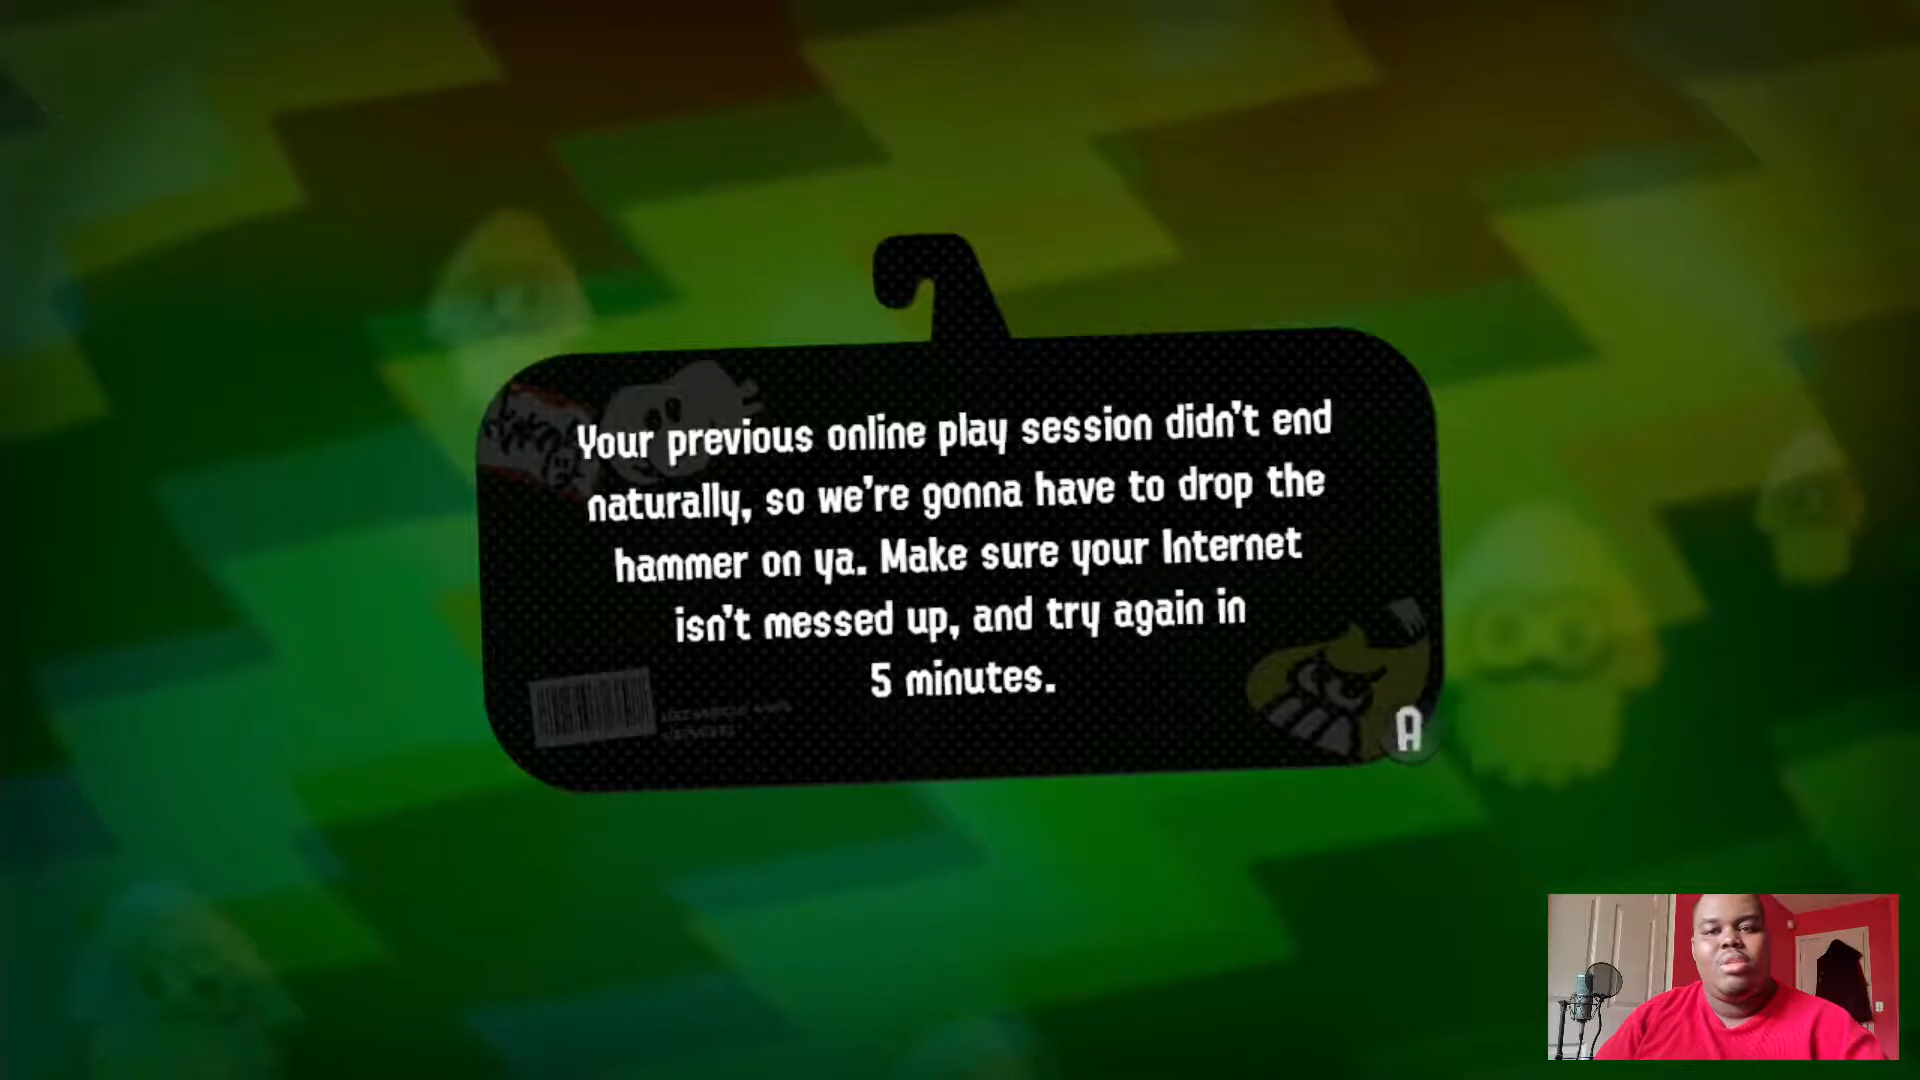 Your previous online play session didn't end
naturally, so we're gonna have to drop the
hammer on ya. Make sure your Internet
isn't messed up, and try again in
5 minutes.
A